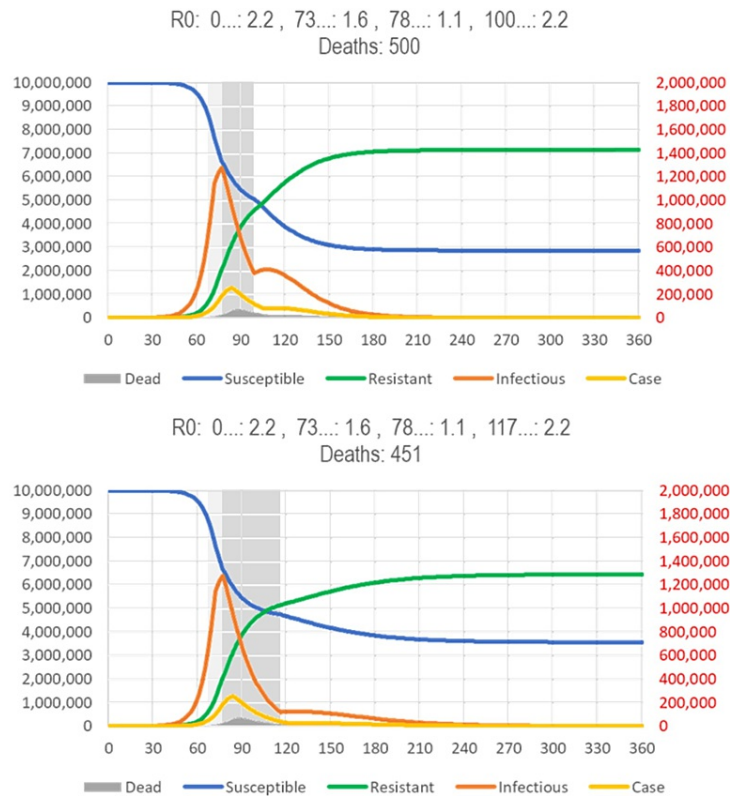 R0: 0...: 2.2 , 73...: 1.6 , 78...: 1.1 , 100...: 2.2
Deaths: 500
10,000,000 2,000,000
9,000,000 1,800,000
8,000,000 1,600,000
7,000,000 1,400,000
6,000,000 1,200,000
5,000,000 1,000,000
4,000,000 800,000
3,000,000 600,000
2,000,000 400,000
1,000,000 200,000
0 0
0 30 60 90 120 150 180 210 240 270 300 330 360
Dead Susceptible Resistant Infectious Case
R0: 0...: 2.2 , 73...: 1.6 , 78...: 1.1 , 117...: 2.2
Deaths: 451
10,000,000 2,000,000
9,000,000 1,800,000
8,000,000 1,600,000
7,000,000 1,400,000
6,000,000 1,200,000
5,000,000 1,000,000
4,000,000 800,000
3,000,000 600,000
2,000,000 400,000
1,000,000 200,000
0 0
0 30 60 90 120 150 180 210 240 270 300 330 360
Dead Susceptible Resistant Infectious Case